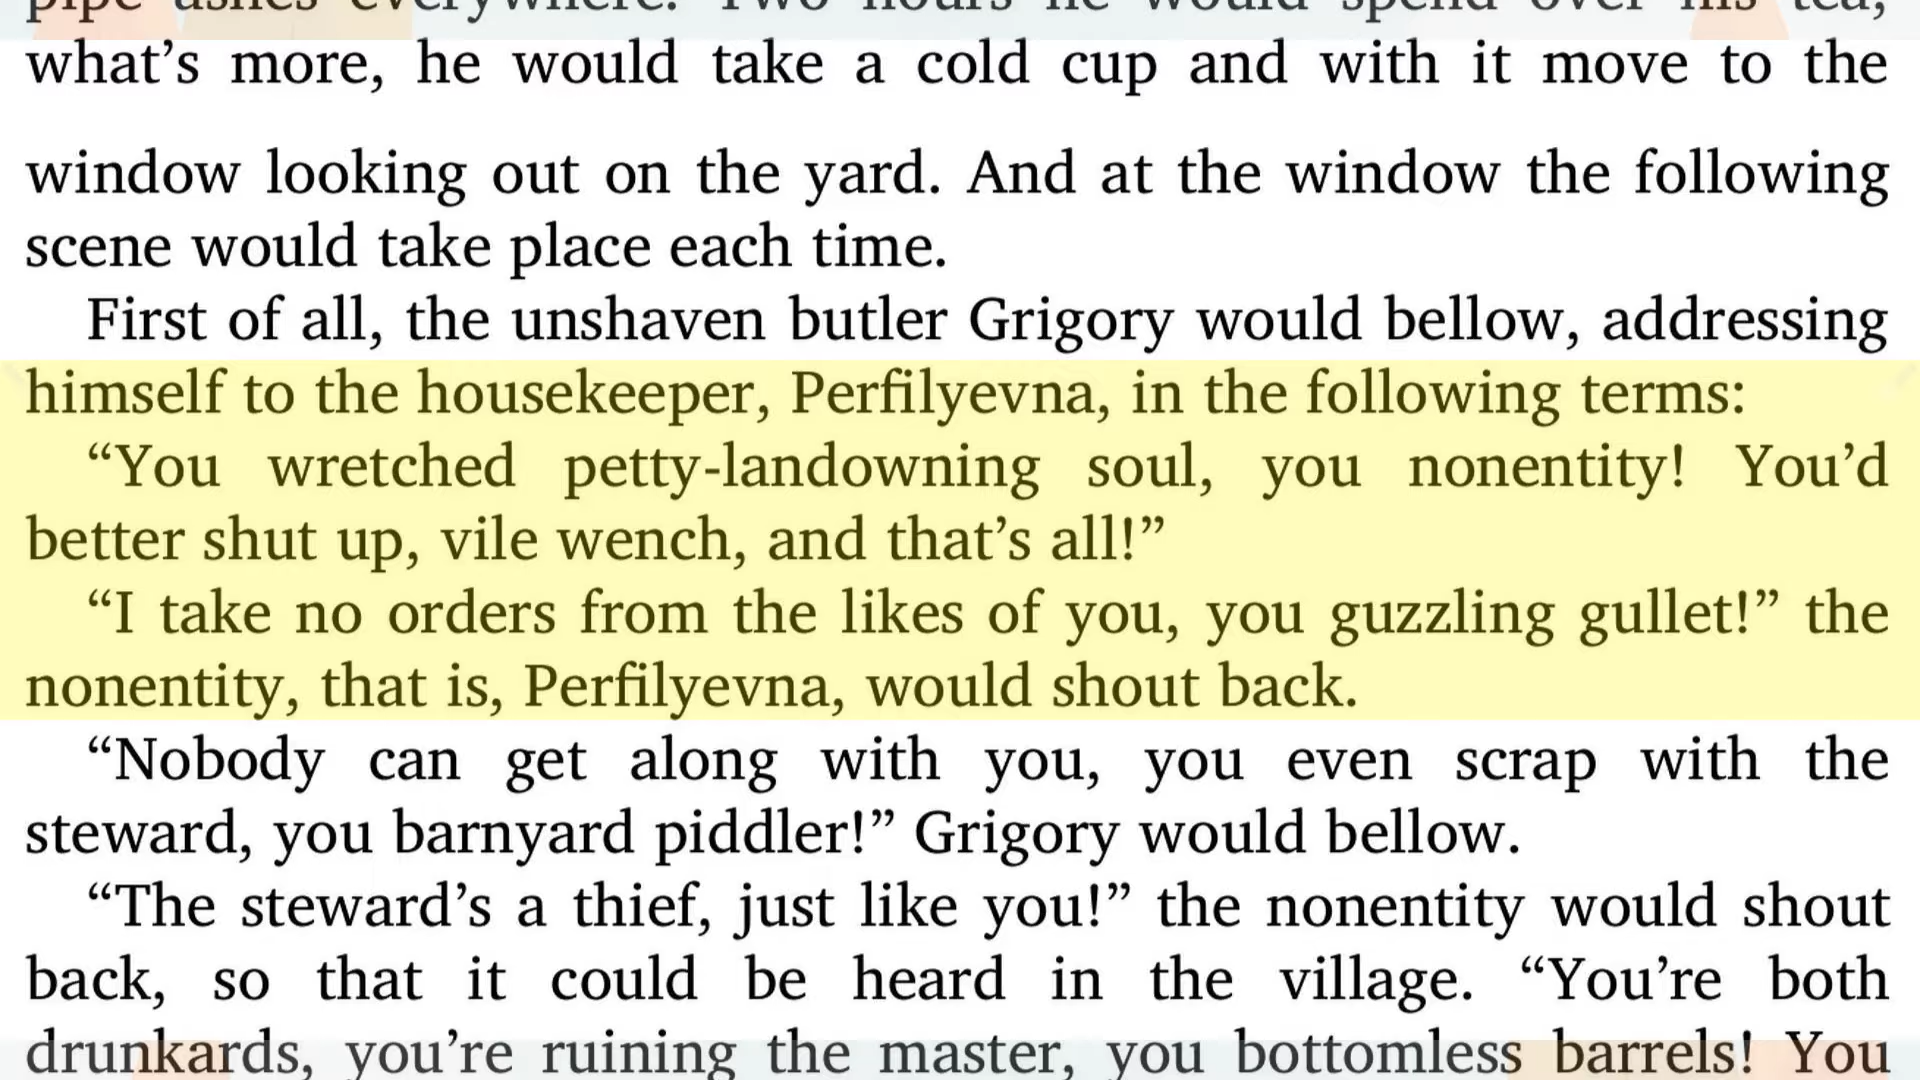 pipe ashes everywhere. Two hours he would spend over his tea,
what’s more, he would take a cold cup and with it move to the
window looking out on the yard. And at the window the following
scene would take place each time.
First of all, the unshaven butler Grigory would bellow, addressing
himself to the housekeeper, Perfilyevna, in the following terms:
“You wretched petty-landowning soul, you nonentity! You’d
better shut up, vile wench, and that’s all!”
“I take no orders from the likes of you, you guzzling gullet!” the
nonentity, that is, Perfilyevna, would shout back.
“Nobody can get along with you, you even scrap with the
steward, you barnyard piddler!” Grigory would bellow.
“The steward’s a thief, just like you!” the nonentity would shout
back, so that it could be heard in the village. “You’re both
drunkards, you’re ruining the master, you bottomless barrels! You